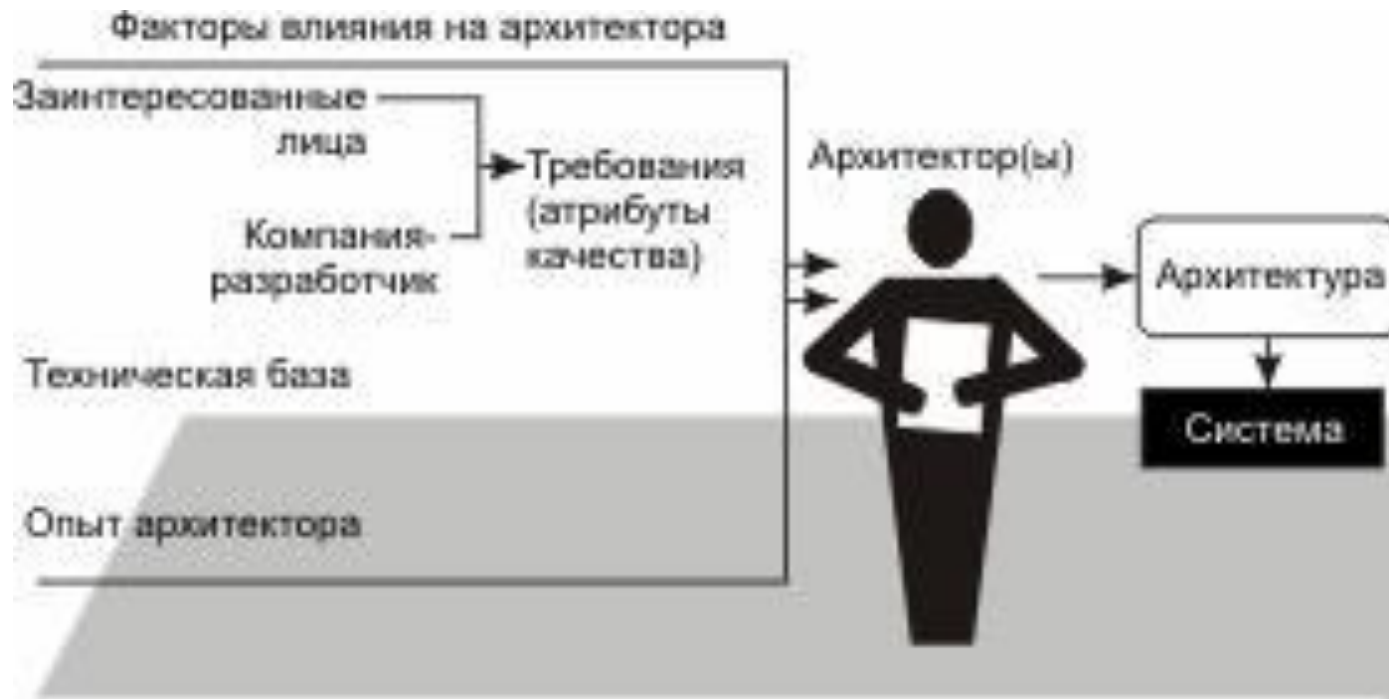 Факторы влияния на архитектора
Заинтересованные
лица
Компания-
разработчик
Требования
(атрибуты
качества)
Техническая база
Опыт архитектора
Архитектор(ы)
Архитектура
Система